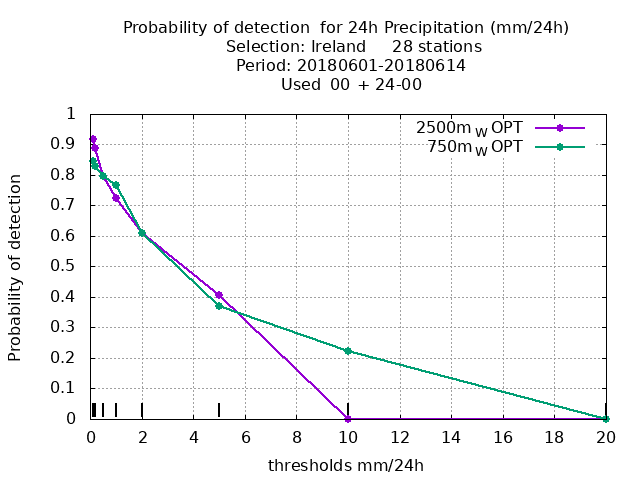 Probability of detection  for 24h Precipitation (mm/24h)
Selection: Ireland     28 stations
Period: 20180601-20180614
Used  00 + 24-00
2500m_W OPT
750m_W OPT
1
0.9
0.8
0.7
0.6
0.5
0.4
0.3
0.2
0.1
0
Probability of detection
0 2 4 6 8 10 12 14 16 18 20
thresholds mm/24h